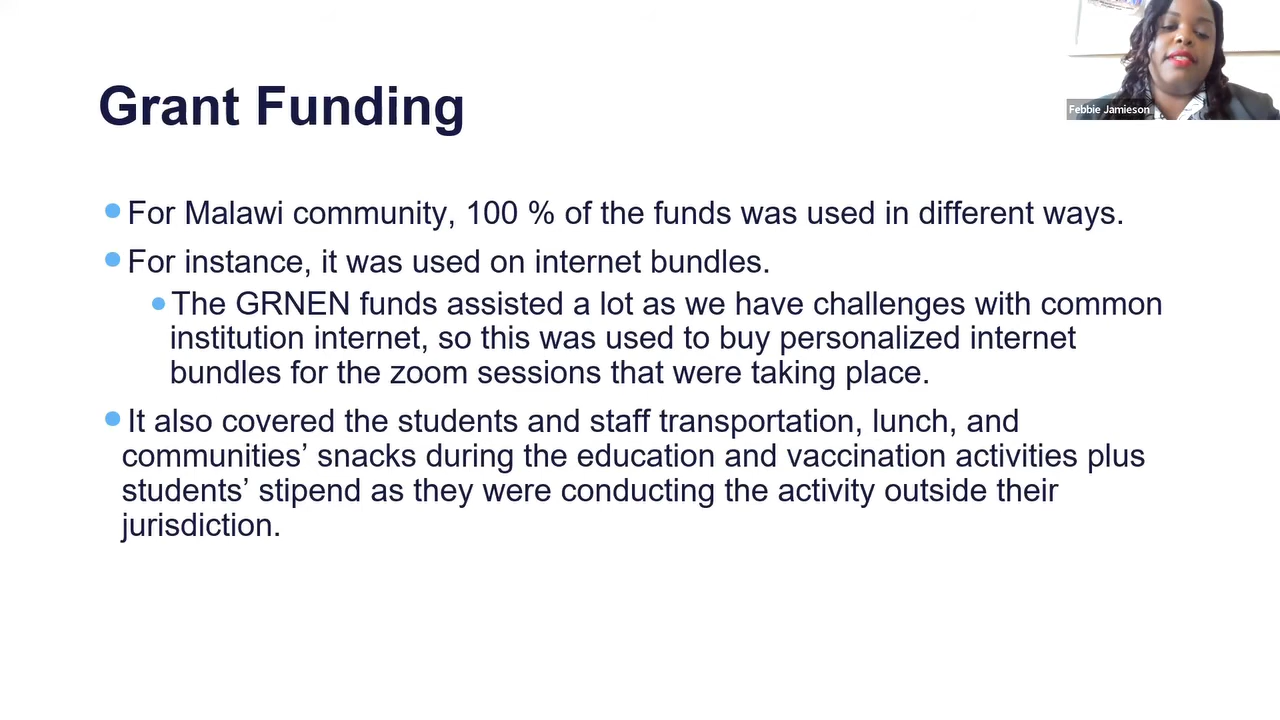 Grant Funding
Febbie Jamieson
For Malawi community, 100 % of the funds was used in different ways.
For instance, it was used on internet bundles.
The GRNEN funds assisted a lot as we have challenges with common
institution internet, so this was used to buy personalized internet
bundles for the zoom sessions that were taking place.
It also covered the students and staff transportation, lunch, and
communities’ snacks during the education and vaccination activities plus
students’ stipend as they were conducting the activity outside their
jurisdiction.